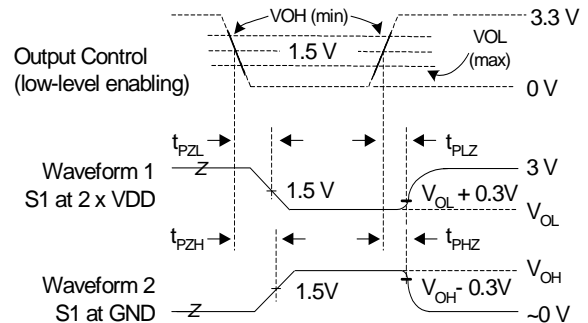 VOH (min)
3.3 V
1.5 V
VOL
(max)
Output Control
(low-level enabling)
0 V
tPZL
tPLZ
Waveform 1
S1 at 2 x VDD
Z
3 V
1.5 V
VOL + 0.3V
VOL
tPZH
tPHZ
Waveform 2
S1 at GND
Z
1.5V
VOH
VOH - 0.3V
~0 V